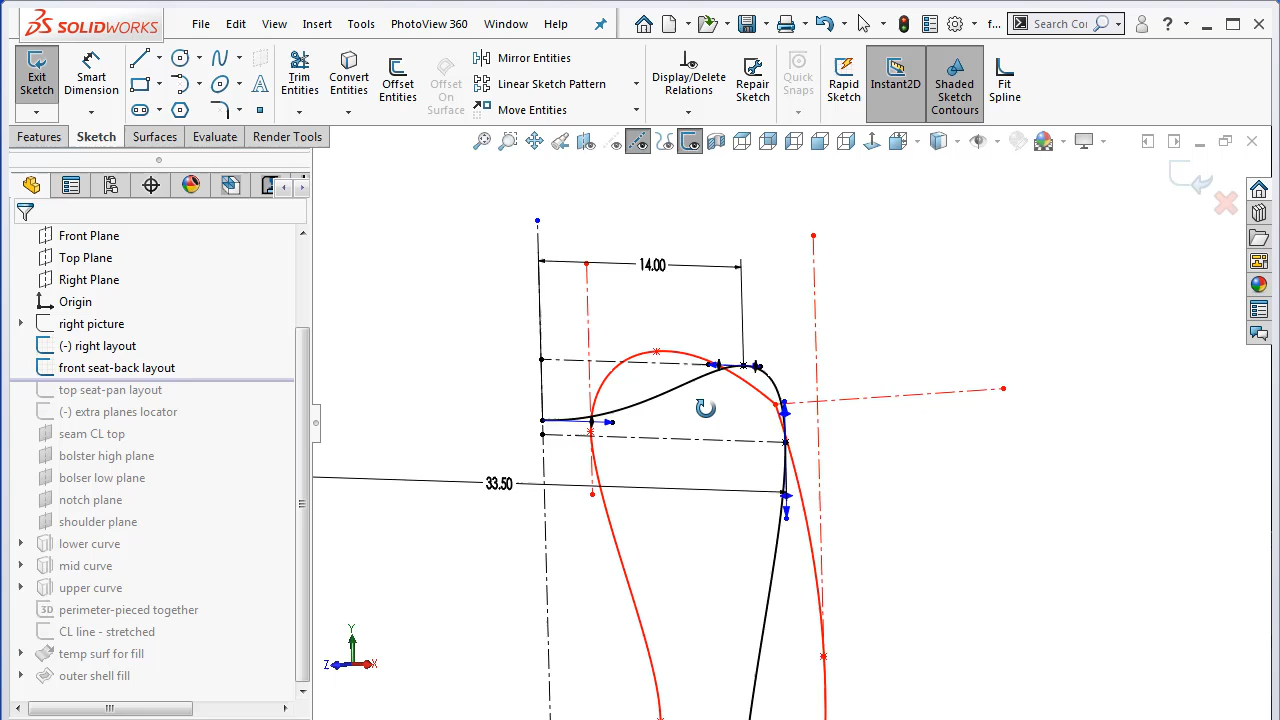 SOLIDWORKS File Edit View Insert Tools PhotoView 360 Window Help f... Search Cor
Exit Sketch Smart Dimension Trim Entities Convert Entities Offset Entities Offset On Surface Mirror Entities Linear Sketch Pattern Move Entities Display/Delete Relations Repair Sketch Quick Snaps Rapid Sketch Instant2D Shaded Sketch Contours Fit Spline
Features Sketch Surfaces Evaluate Render Tools
Front Plane
Top Plane
Right Plane
Origin
right picture
(-) right layout
front seat-back layout
top seat-pan layout
(-) extra planes locator
seam CL top
bolster high plane
bolser low plane
notch plane
shoulder plane
lower curve
mid curve
upper curve
3D perimeter-pieced together
CL line - stretched
temp surf for fill
outer shell fill
14.00
33.50
Y
Z X